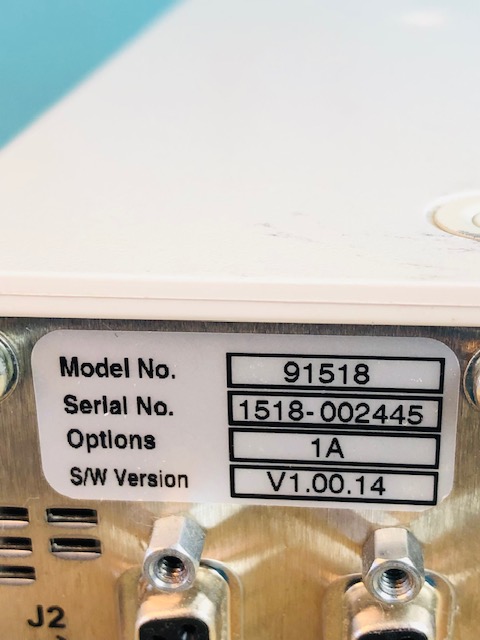 Model No. 91518
Serial No. 1518-002445
Options 1A
S/W Version V1.00.14
J2